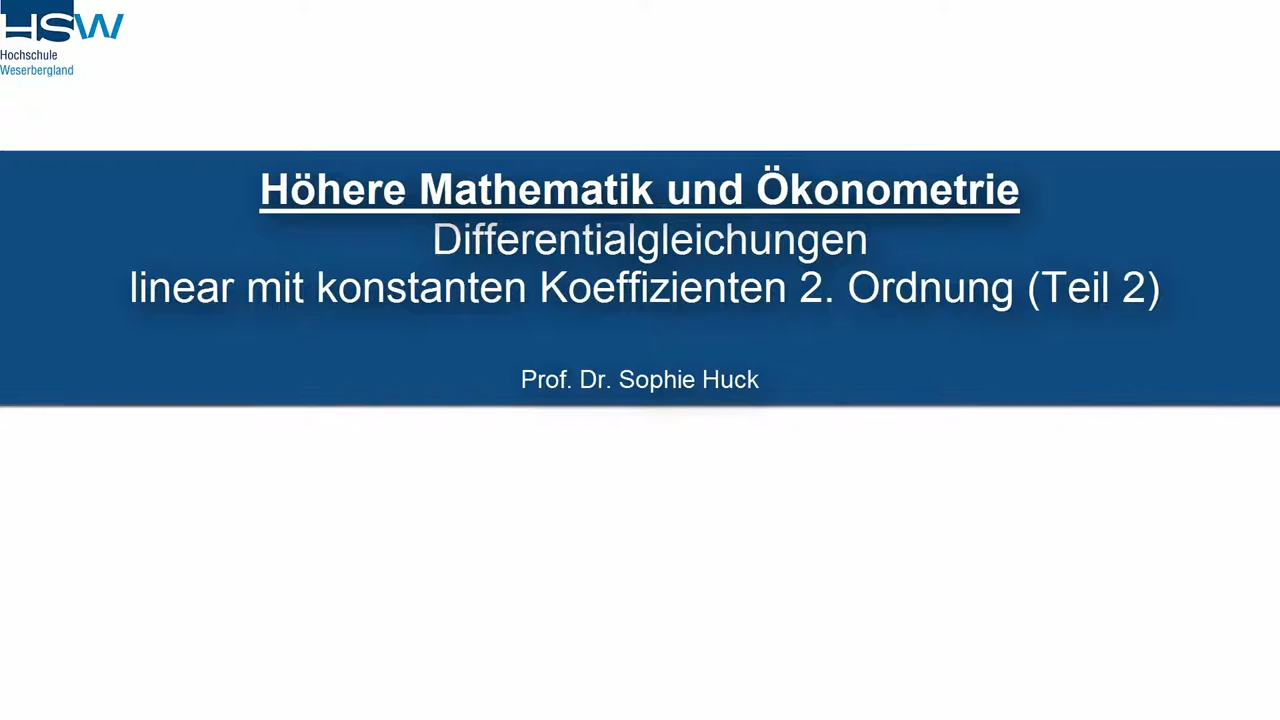 HSW
Hochschule
Weserbergland
Höhere Mathematik und Ökonometrie
Differentialgleichungen
linear mit konstanten Koeffizienten 2. Ordnung (Teil 2)
Prof. Dr. Sophie Huck